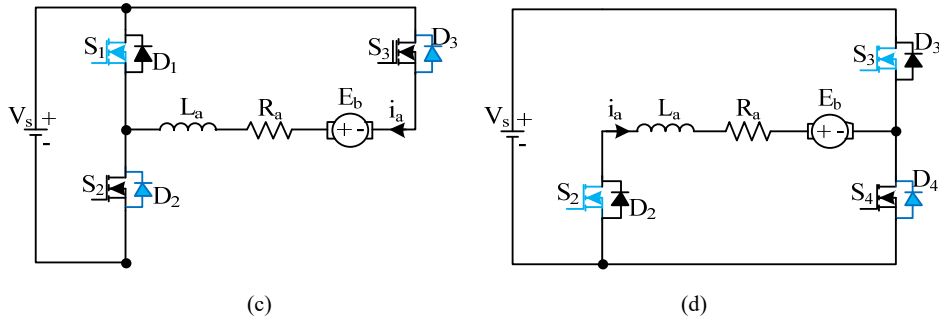 S1
D1
S3
D3
Vs
+
-
La
Ra
Eb
+ -
ia
S2
D2
(c)
S3
D3
Vs
+
-
ia
La
Ra
Eb
+ -
S2
D2
S4
D4
(d)